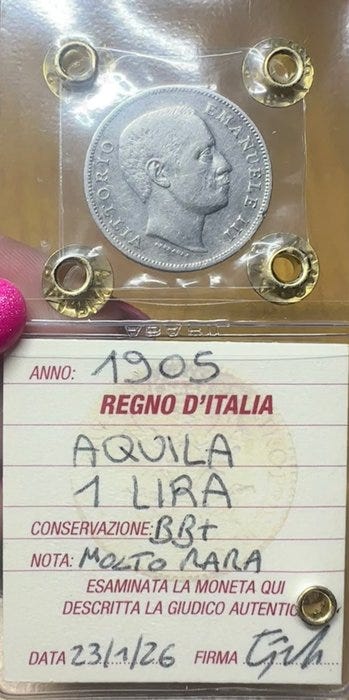 VITTORIO EMANUELE III
ANNO: 1905
REGNO D'ITALIA
AQUILA
1 LIRA
CONSERVAZIONE: BB+
NOTA: MOLTO RARA
ESAMINATA LA MONETA QUI
DESCRITTA LA GIUDICO AUTENTIC
DATA 23/1/26 FIRMA